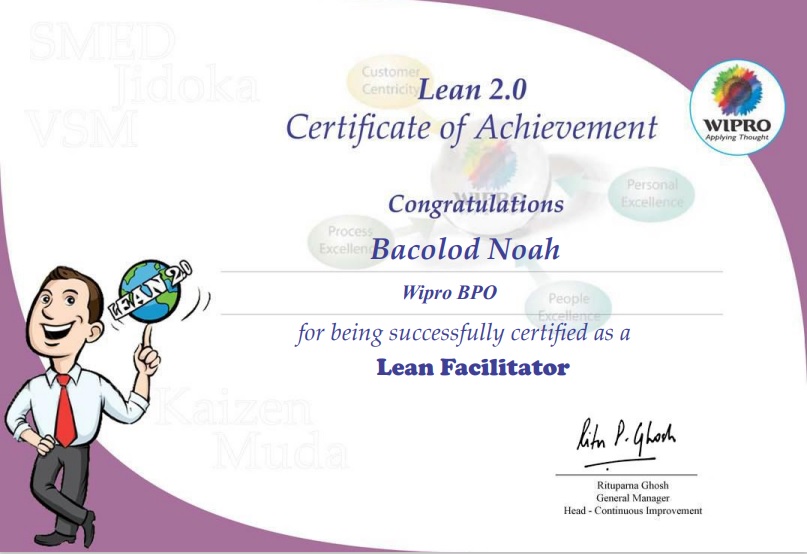 SMED
Jidoka
VSM
Customer
Centricity
Lean 2.0
Certificate of Achievement
WIPRO
Applying Thought
WIPRO
Personal
Excellence
Congratulations
Process
Excellence
Bacolod Noah
LEAN 2.0
Wipro BPO
People
Excellence
for being successfully certified as a
Lean Facilitator
Kaizen
Muda
Ritu P. Ghosh
Rituparna Ghosh
General Manager
Head - Continuous Improvement